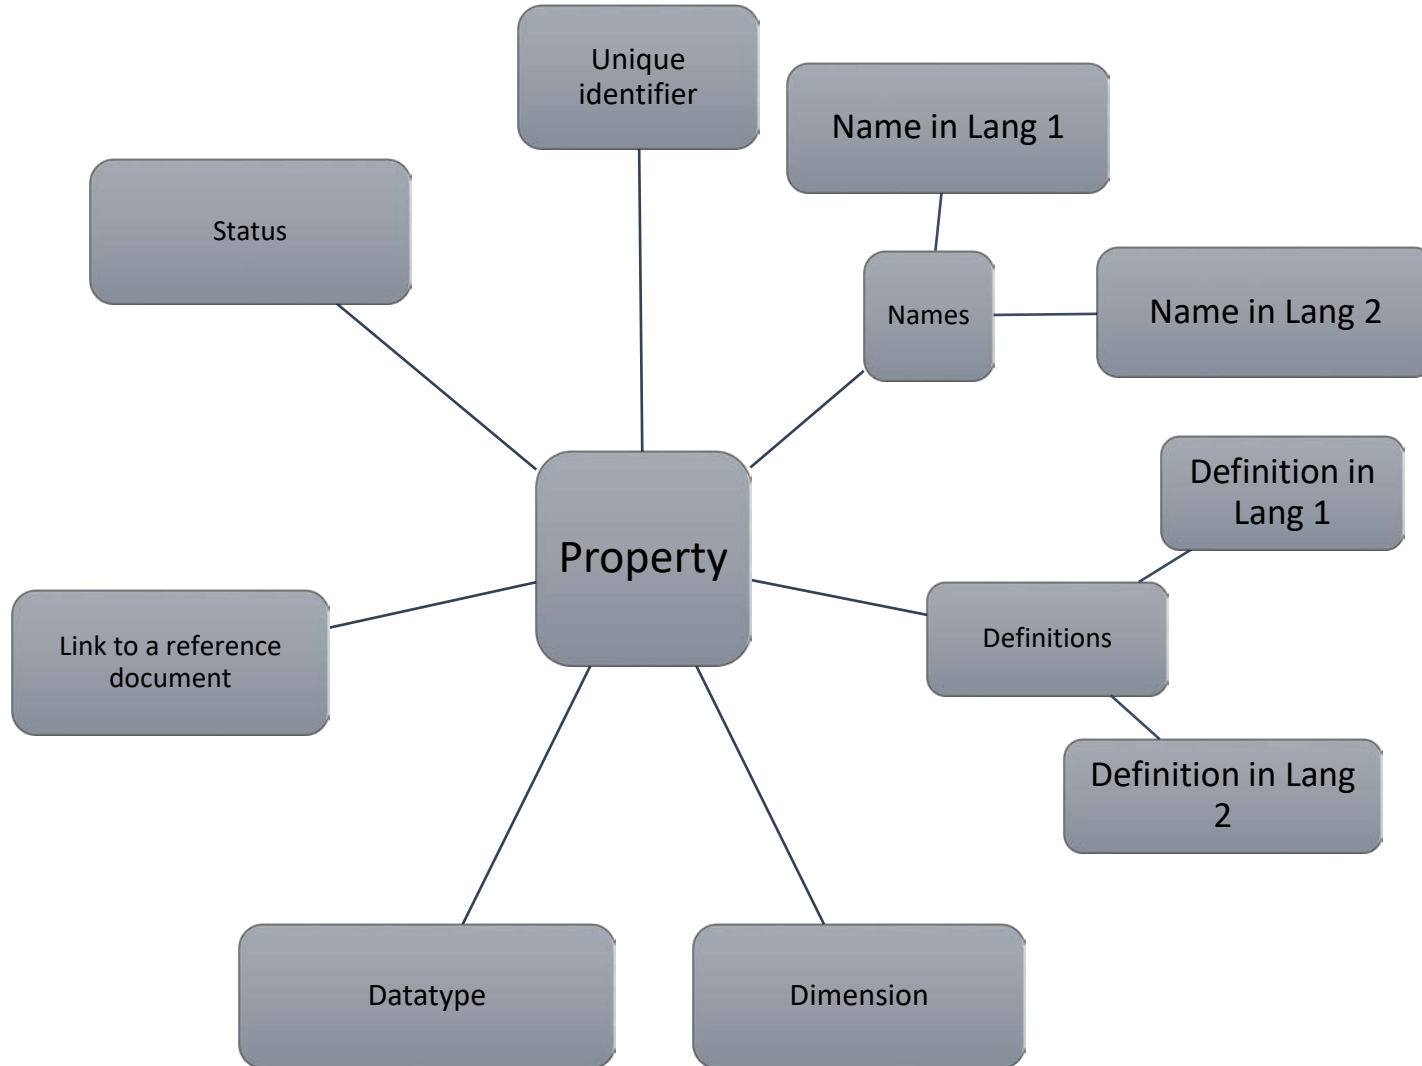 Unique
identifier
Name in Lang 1
Status
Names
Name in Lang 2
Definition in
Lang 1
Property
Definitions
Link to a reference
document
Definition in Lang
2
Datatype
Dimension